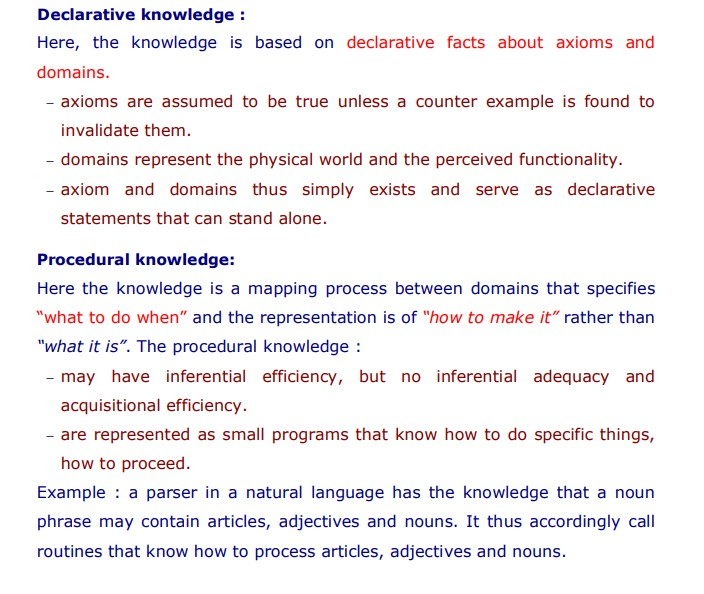 Declarative knowledge :
Here, the knowledge is based on declarative facts about axioms and
domains.
– axioms are assumed to be true unless a counter example is found to
invalidate them.
– domains represent the physical world and the perceived functionality.
– axiom and domains thus simply exists and serve as declarative
statements that can stand alone.
Procedural knowledge:
Here the knowledge is a mapping process between domains that specifies
“what to do when” and the representation is of “how to make it” rather than
“what it is”. The procedural knowledge :
– may have inferential efficiency, but no inferential adequacy and
acquisitional efficiency.
– are represented as small programs that know how to do specific things,
how to proceed.
Example : a parser in a natural language has the knowledge that a noun
phrase may contain articles, adjectives and nouns. It thus accordingly call
routines that know how to process articles, adjectives and nouns.